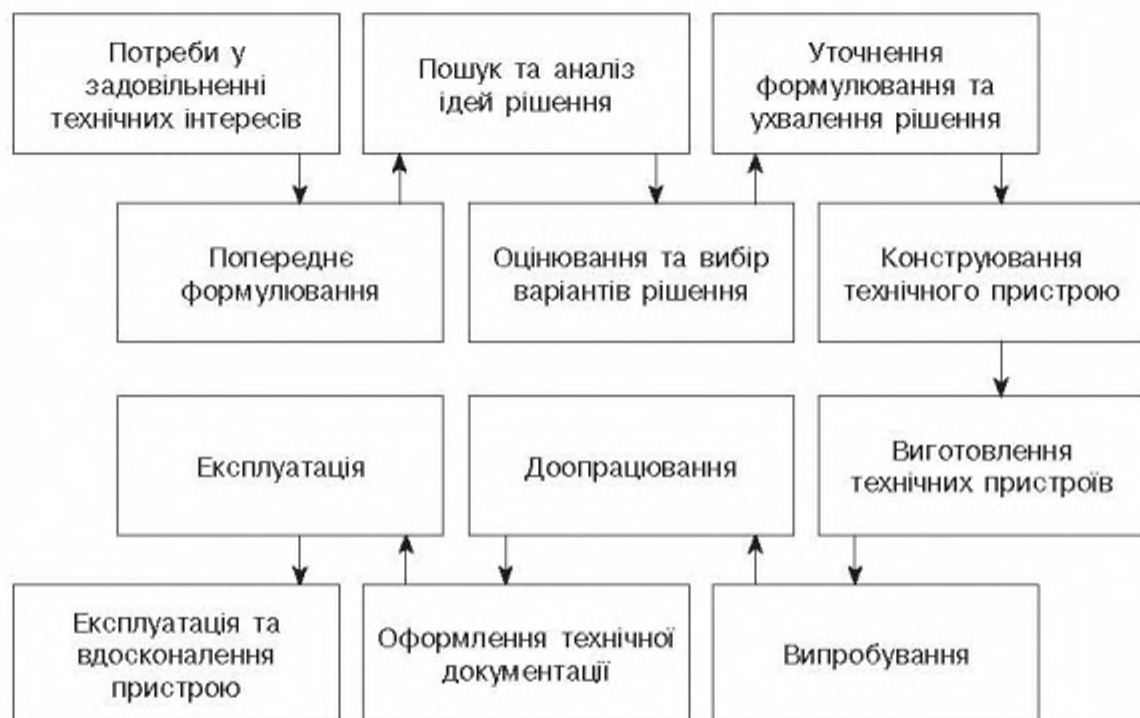 Потреби у
задовільненні
технічних інтересів
Пошук та аналіз
ідей рішення
Уточнення
формулювання та
ухвалення рішення
Попереднє
формулювання
Оцінювання та вибір
варіантів рішення
Конструювання
технічного пристрою
Експлуатація
Доопрацювання
Виготовлення
технічних пристроїв
Експлуатація та
вдосконалення
пристрою
Оформлення технічної
документації
Випробування